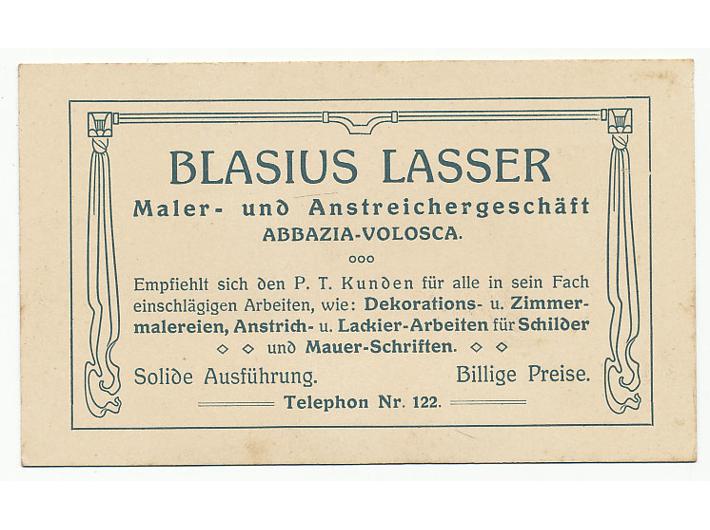 BLASIUS LASSER
Maler- und Anstreichergeschäft
ABBAZIA-VOLOSCA.
Empfiehlt sich den P. T. Kunden für alle in sein Fach
einschlägigen Arbeiten, wie: Dekorations- u. Zimmer-
malereien, Anstrich- u. Lackier-Arbeiten für Schilder
und Mauer-Schriften.
Solide Ausführung. Billige Preise.
Telephon Nr. 122.